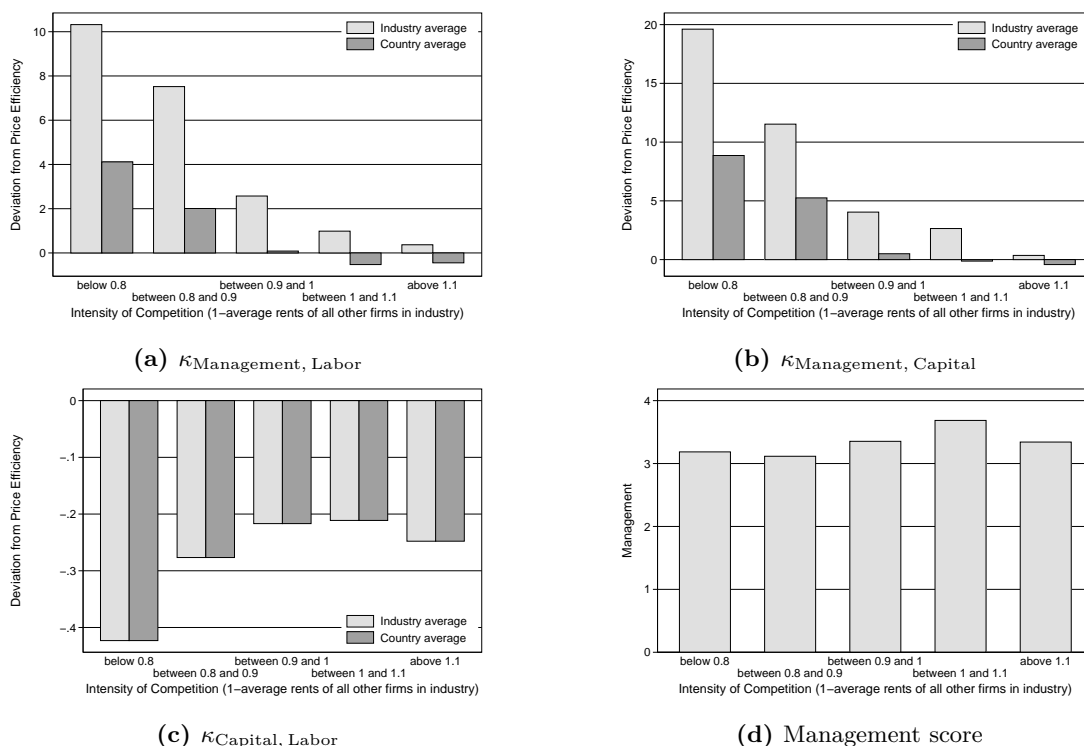 10
8
6
4
2
0
Deviation from Price Efficiency
Industry average
Country average
below 0.8
between 0.8 and 0.9
between 0.9 and 1
between 1 and 1.1
above 1.1
Intensity of Competition (1−average rents of all other firms in industry)
(a) κManagement, Labor
20
15
10
5
0
Deviation from Price Efficiency
Industry average
Country average
below 0.8
between 0.8 and 0.9
between 0.9 and 1
between 1 and 1.1
above 1.1
Intensity of Competition (1−average rents of all other firms in industry)
(b) κManagement, Capital
0
−.1
−.2
−.3
−.4
Deviation from Price Efficiency
Industry average
Country average
below 0.8
between 0.8 and 0.9
between 0.9 and 1
between 1 and 1.1
above 1.1
Intensity of Competition (1−average rents of all other firms in industry)
(c) κCapital, Labor
4
3
2
1
0
Management
below 0.8
between 0.8 and 0.9
between 0.9 and 1
between 1 and 1.1
above 1.1
Intensity of Competition (1−average rents of all other firms in industry)
(d) Management score